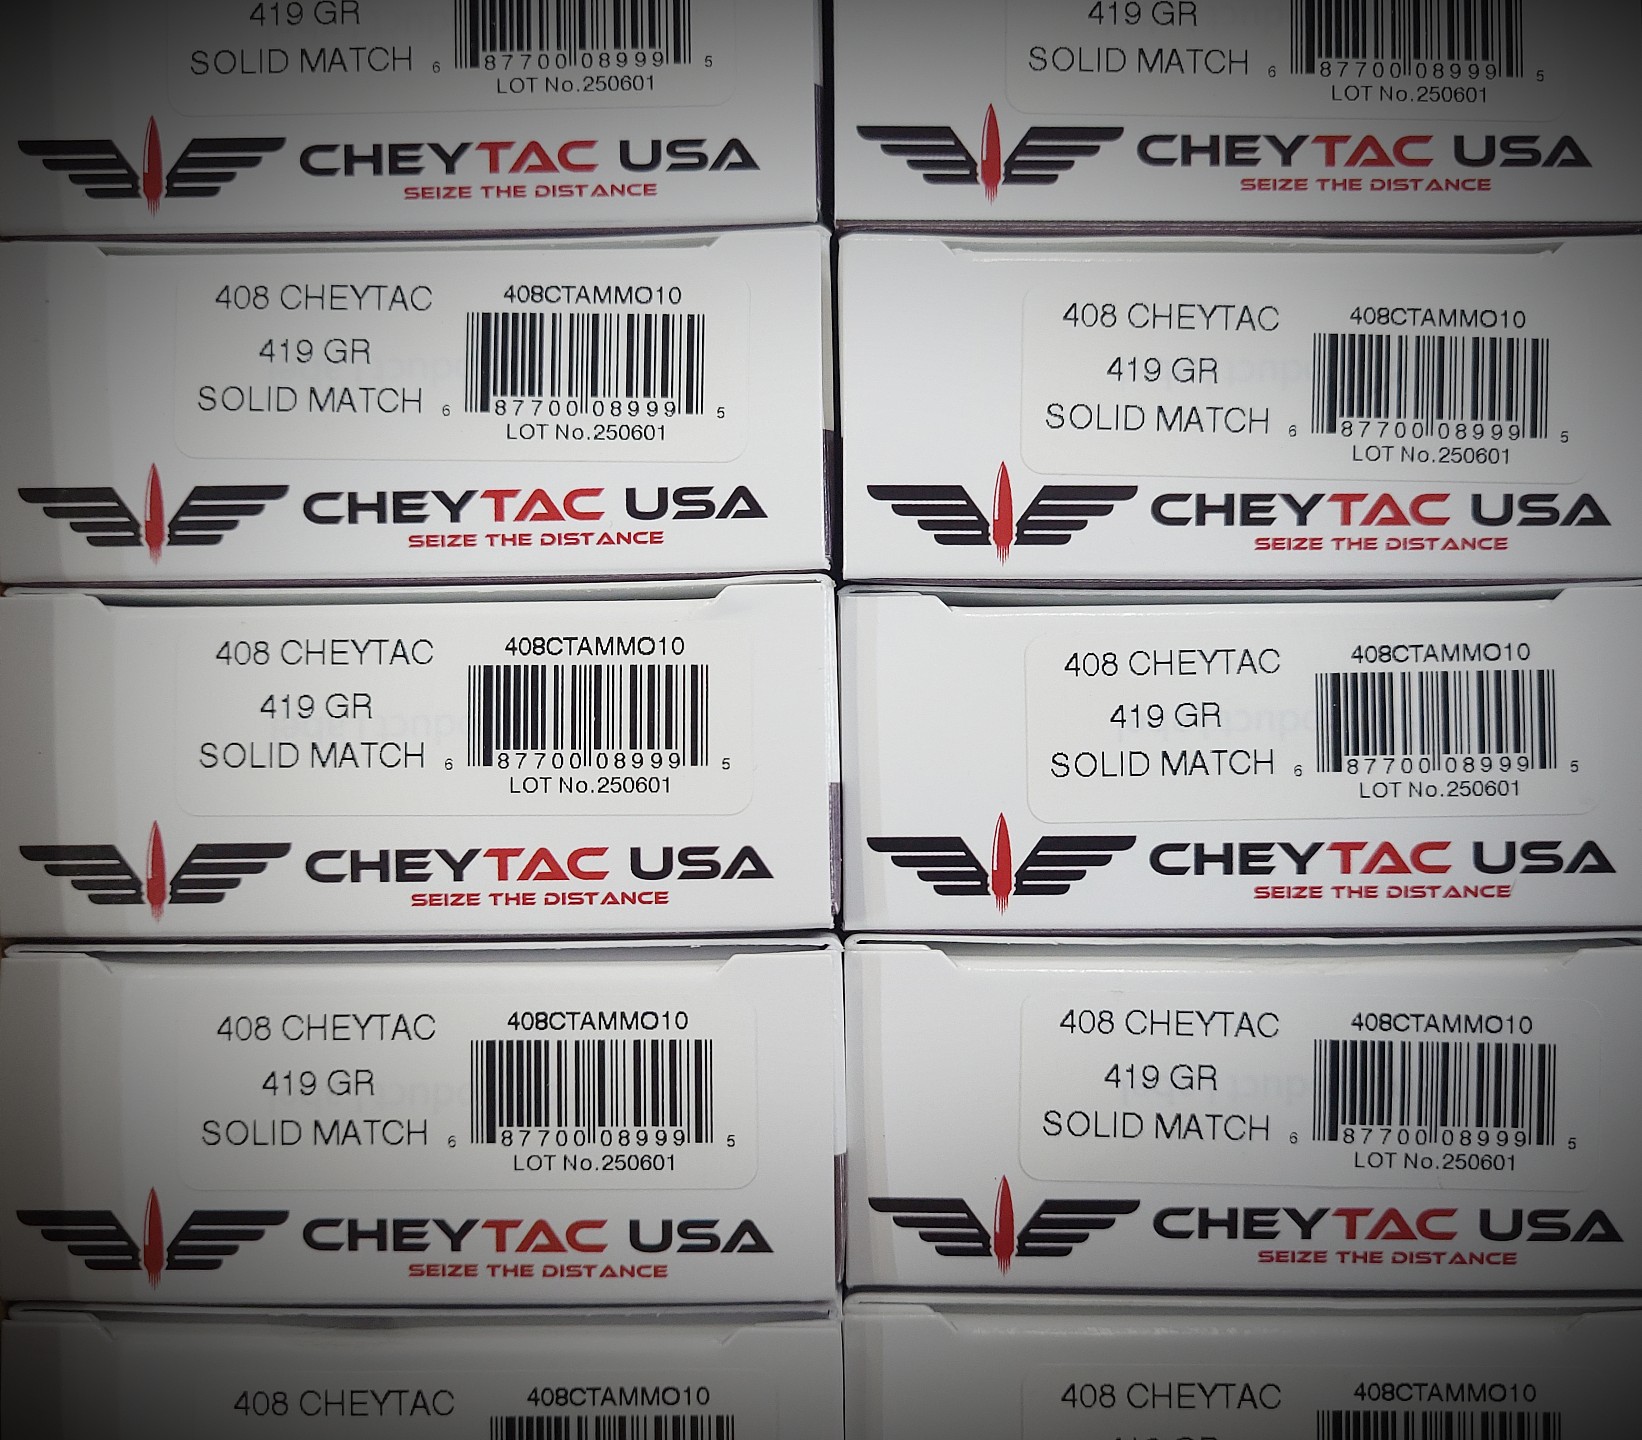 419 GR
SOLID MATCH
6 87700 08999 5
LOT No.250601
CHEYTAC USA
SEIZE THE DISTANCE
419 GR
SOLID MATCH
6 87700 08999 5
LOT No.250601
CHEYTAC USA
SEIZE THE DISTANCE
408 CHEYTAC
419 GR
SOLID MATCH
408CTAMMO10
6 87700 08999 5
LOT No.250601
CHEYTAC USA
SEIZE THE DISTANCE
408 CHEYTAC
419 GR
SOLID MATCH
408CTAMMO10
6 87700 08999 5
LOT No.250601
CHEYTAC USA
SEIZE THE DISTANCE
408 CHEYTAC
419 GR
SOLID MATCH
408CTAMMO10
6 87700 08999 5
LOT No.250601
CHEYTAC USA
SEIZE THE DISTANCE
408 CHEYTAC
419 GR
SOLID MATCH
408CTAMMO10
6 87700 08999 5
LOT No.250601
CHEYTAC USA
SEIZE THE DISTANCE
408 CHEYTAC
419 GR
SOLID MATCH
408CTAMMO10
6 87700 08999 5
LOT No.250601
CHEYTAC USA
SEIZE THE DISTANCE
408 CHEYTAC
419 GR
SOLID MATCH
408CTAMMO10
6 87700 08999 5
LOT No.250601
CHEYTAC USA
SEIZE THE DISTANCE
408 CHEYTAC
408CTAMMO10
408 CHEYTAC
408CTAMMO10